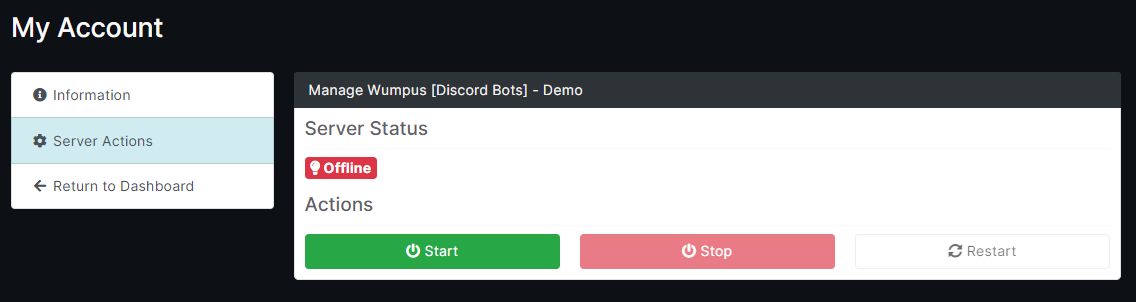 My Account
Information
Server Actions
Return to Dashboard
Manage Wumpus [Discord Bots] - Demo
Server Status
Offline
Actions
Start
Stop
Restart